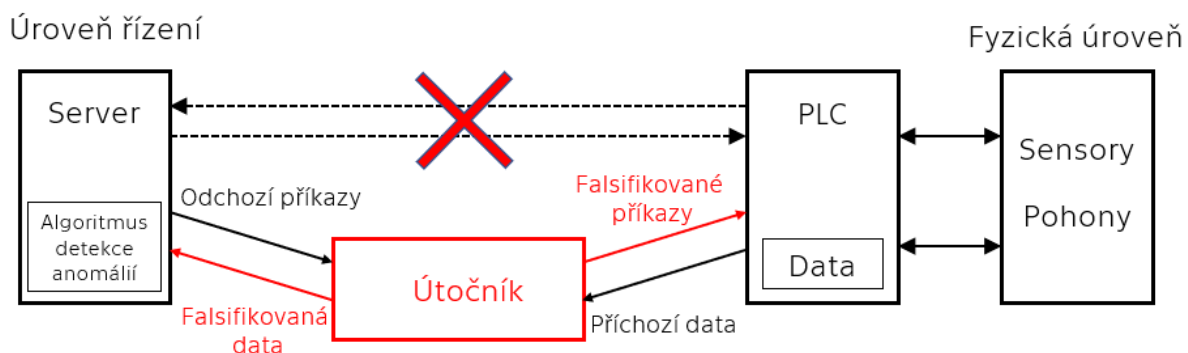 Úroveň řízení
Fyzická úroveň
Server
PLC
Sensory
Pohony
Odchozí příkazy
Falsifikované
příkazy
Algoritmus
detekce
anomálií
Útočník
Data
Falsifikovaná
data
Příchozí data